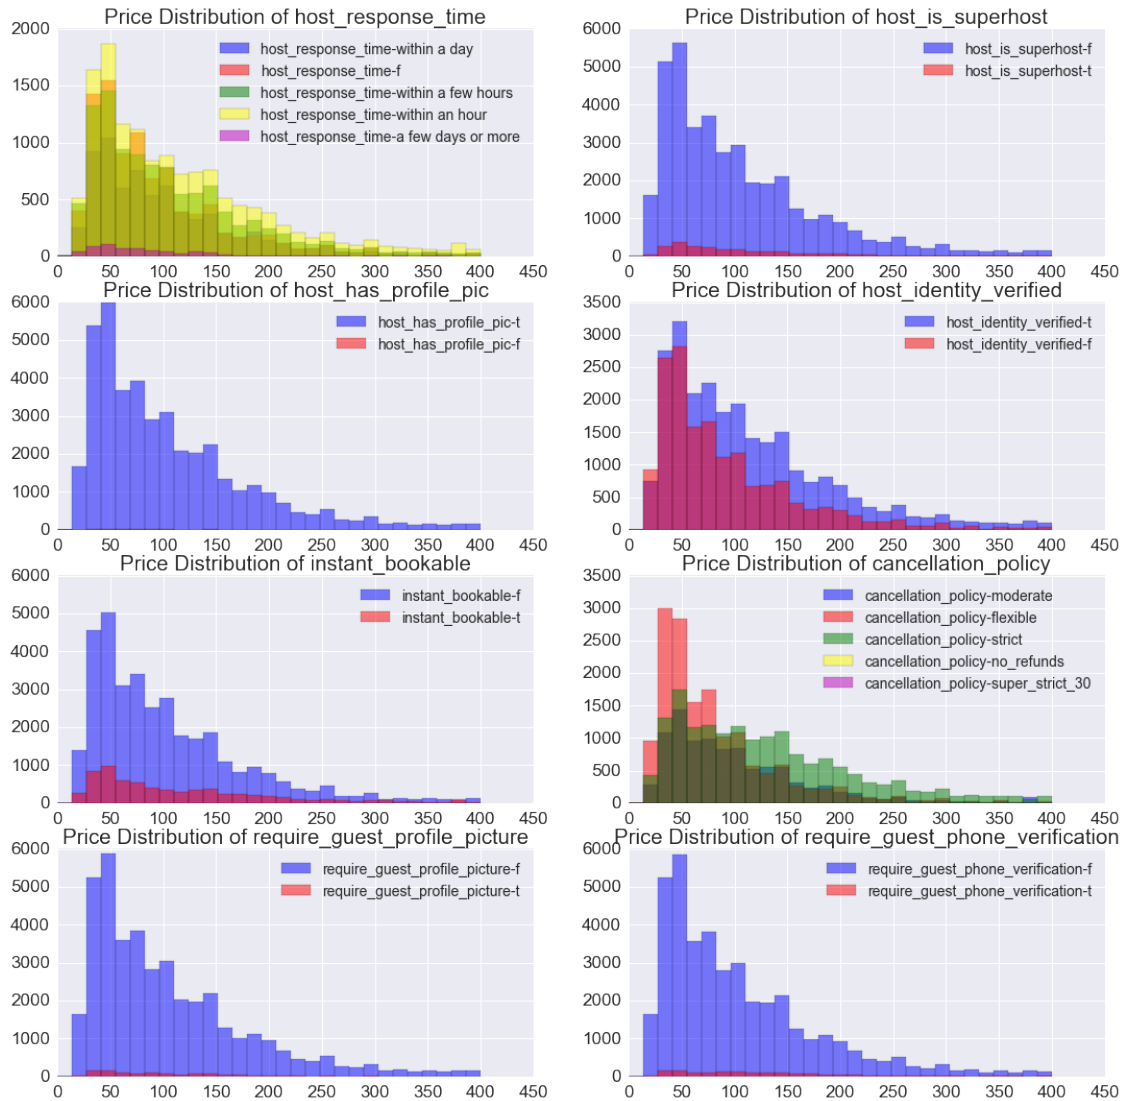 Price Distribution of host_response_time
2000
1500
1000
500
0
0 50 100 150 200 250 300 350 400 450
host_response_time-within a day
host_response_time-f
host_response_time-within a few hours
host_response_time-within an hour
host_response_time-a few days or more
Price Distribution of host_is_superhost
6000
5000
4000
3000
2000
1000
0
0 50 100 150 200 250 300 350 400 450
host_is_superhost-f
host_is_superhost-t
Price Distribution of host_has_profile_pic
6000
5000
4000
3000
2000
1000
0
0 50 100 150 200 250 300 350 400 450
host_has_profile_pic-t
host_has_profile_pic-f
Price Distribution of host_identity_verified
3500
3000
2500
2000
1500
1000
500
0
0 50 100 150 200 250 300 350 400 450
host_identity_verified-t
host_identity_verified-f
Price Distribution of instant_bookable
6000
5000
4000
3000
2000
1000
0
0 50 100 150 200 250 300 350 400 450
instant_bookable-f
instant_bookable-t
Price Distribution of cancellation_policy
3500
3000
2500
2000
1500
1000
500
0
0 50 100 150 200 250 300 350 400 450
cancellation_policy-moderate
cancellation_policy-flexible
cancellation_policy-strict
cancellation_policy-no_refunds
cancellation_policy-super_strict_30
Price Distribution of require_guest_profile_picture
6000
5000
4000
3000
2000
1000
0
0 50 100 150 200 250 300 350 400 450
require_guest_profile_picture-f
require_guest_profile_picture-t
Price Distribution of require_guest_phone_verification
6000
5000
4000
3000
2000
1000
0
0 50 100 150 200 250 300 350 400 450
require_guest_phone_verification-f
require_guest_phone_verification-t